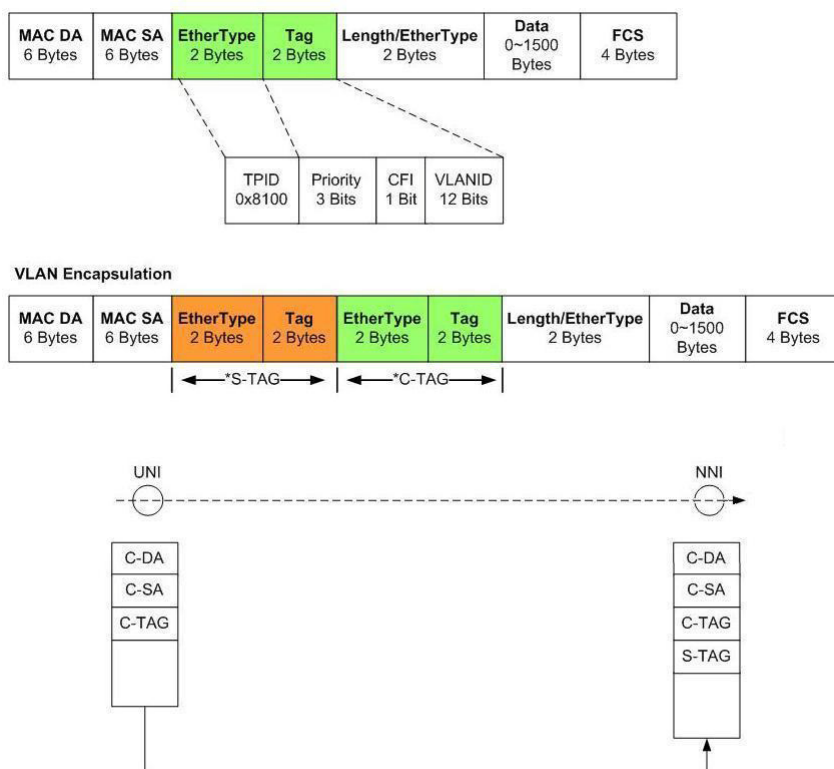 MAC DA MAC SA EtherType Tag Length/EtherType Data FCS
6 Bytes 6 Bytes 2 Bytes 2 Bytes 2 Bytes 0~1500 Bytes 4 Bytes
TPID Priority CFI VLANID
0x8100 3 Bits 1 Bit 12 Bits
VLAN Encapsulation
MAC DA MAC SA EtherType Tag EtherType Tag Length/EtherType Data FCS
6 Bytes 6 Bytes 2 Bytes 2 Bytes 2 Bytes 2 Bytes 2 Bytes 0~1500 Bytes 4 Bytes
*S-TAG *C-TAG
UNI NNI
C-DA C-DA
C-SA C-SA
C-TAG C-TAG
S-TAG